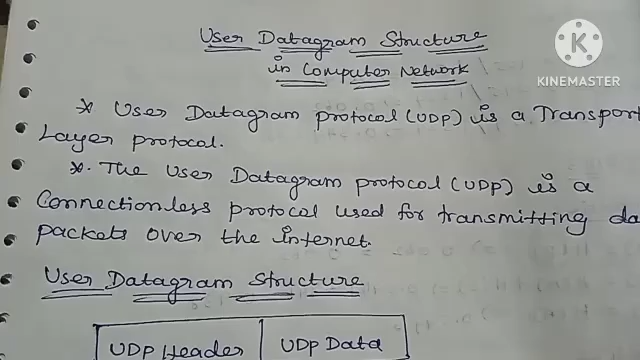 User Datagram Structure
in Computer Network
KINEMASTER
* User Datagram protocol (UDP) is a Transport
Layer protocol.
*. The User Datagram protocol (UDP) is a
Connectionless protocol used for transmitting da
packets over the internet.
User Datagram Structure
UDP Header UDP Data